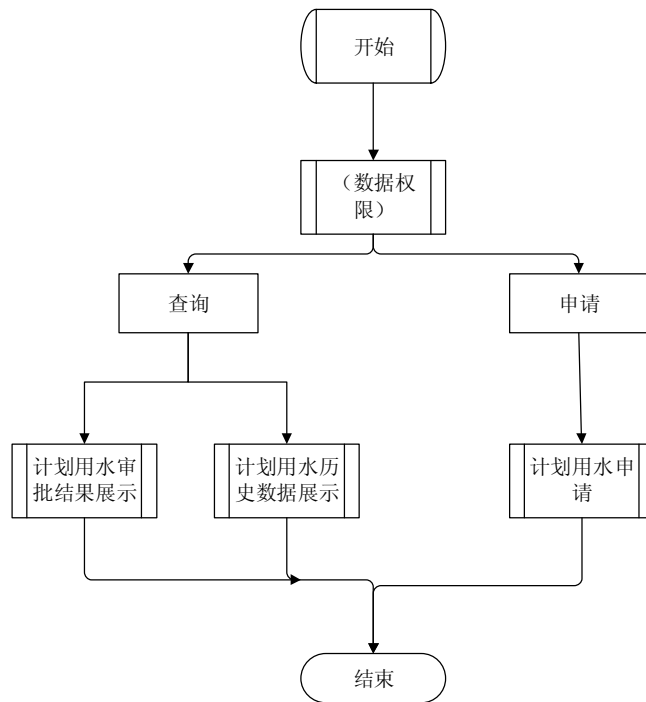 开始
（数据权
限）
查询
申请
计划用水审
批结果展示
计划用水历
史数据展示
计划用水申
请
结束